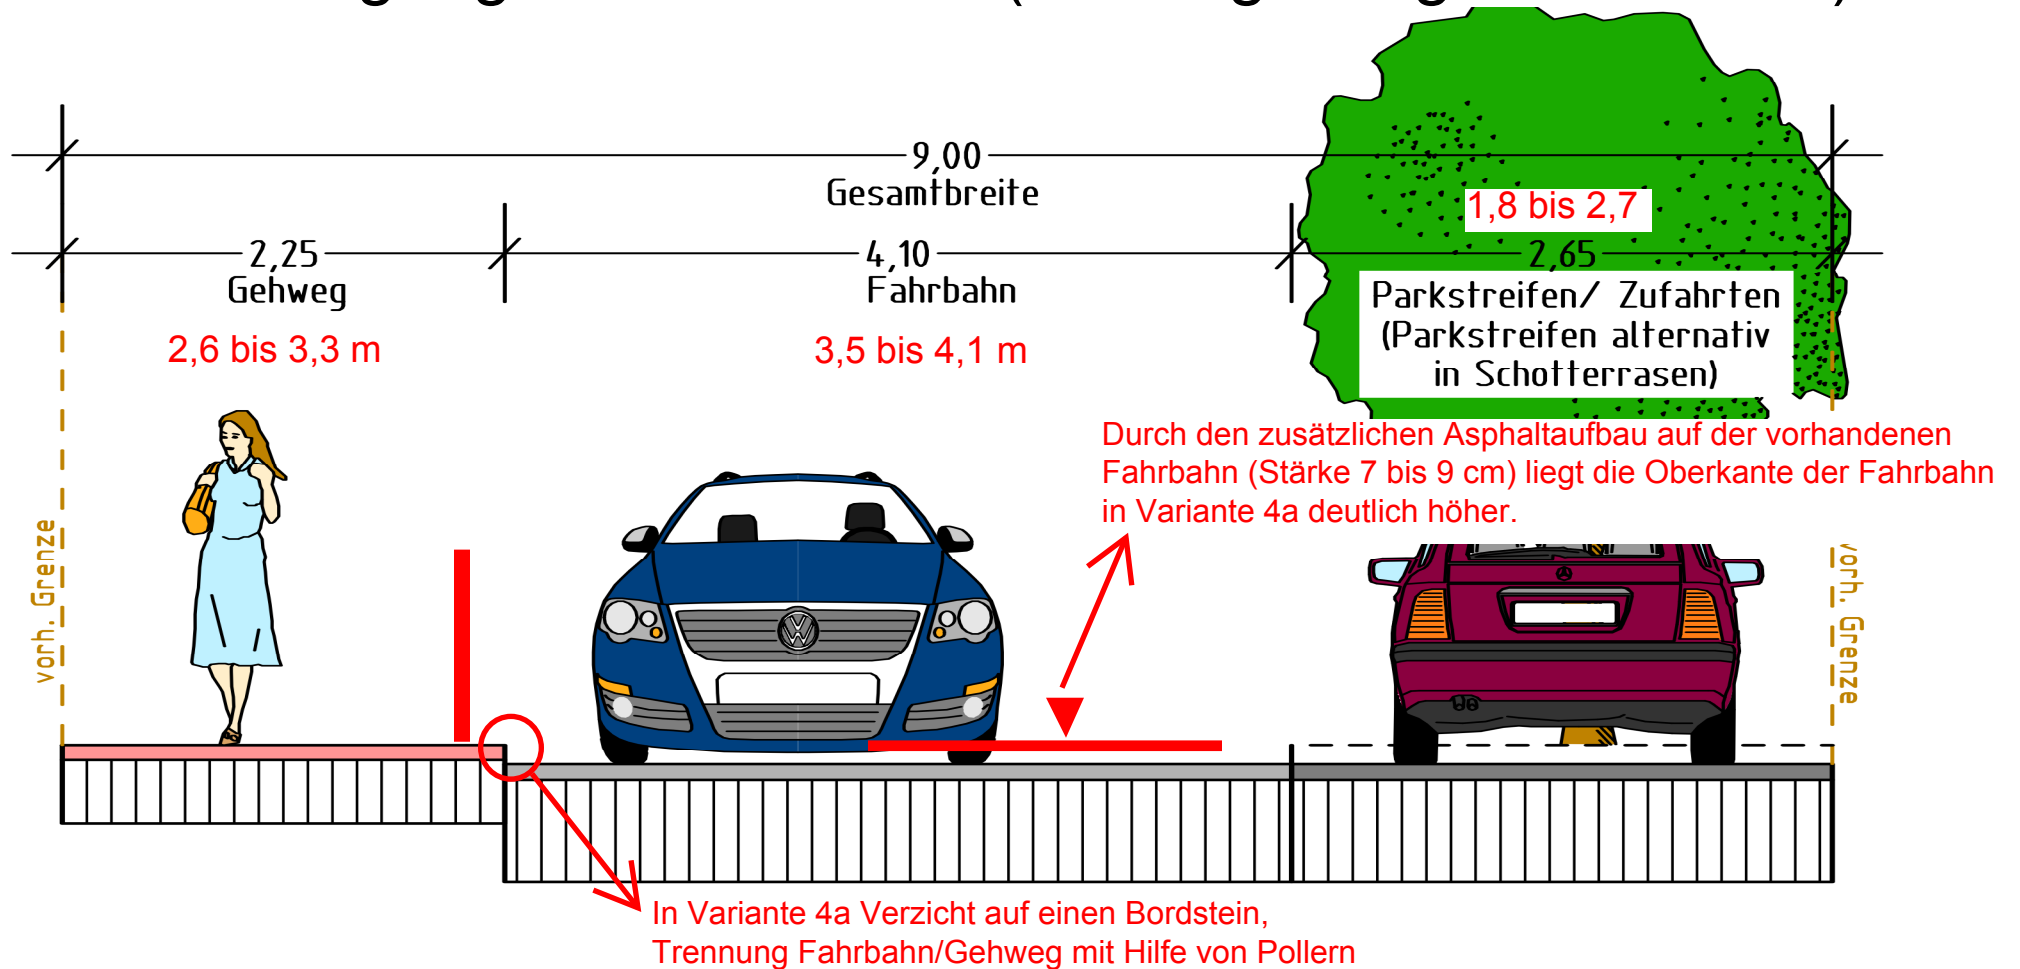 9,00
Gesamtbreite
1,8 bis 2,7
2,25
Gehweg
4,10
Fahrbahn
2,65
Parkstreifen/ Zufahrten
(Parkstreifen alternativ
in Schotterrasen)
2,6 bis 3,3 m
3,5 bis 4,1 m
Durch den zusätzlichen Asphaltaufbau auf der vorhandenen
Fahrbahn (Stärke 7 bis 9 cm) liegt die Oberkante der Fahrbahn
in Variante 4a deutlich höher.
vorh. Grenze
vorh. Grenze
In Variante 4a Verzicht auf einen Bordstein,
Trennung Fahrbahn/Gehweg mit Hilfe von Pollern